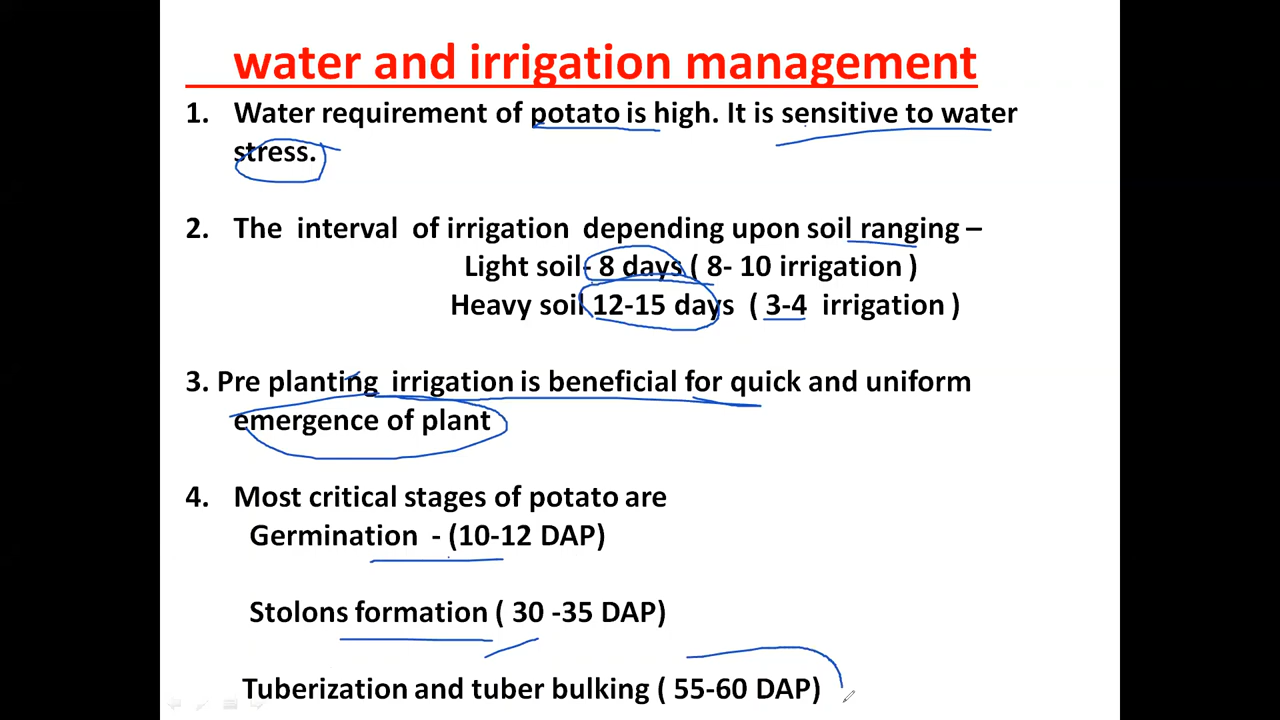 water and irrigation management
1. Water requirement of potato is high. It is sensitive to water
stress.
2. The interval of irrigation depending upon soil ranging –
Light soil- 8 days ( 8- 10 irrigation )
Heavy soil 12-15 days ( 3-4 irrigation )
3. Pre planting irrigation is beneficial for quick and uniform
emergence of plant
4. Most critical stages of potato are
Germination - (10-12 DAP)
Stolons formation ( 30 -35 DAP)
Tuberization and tuber bulking ( 55-60 DAP)